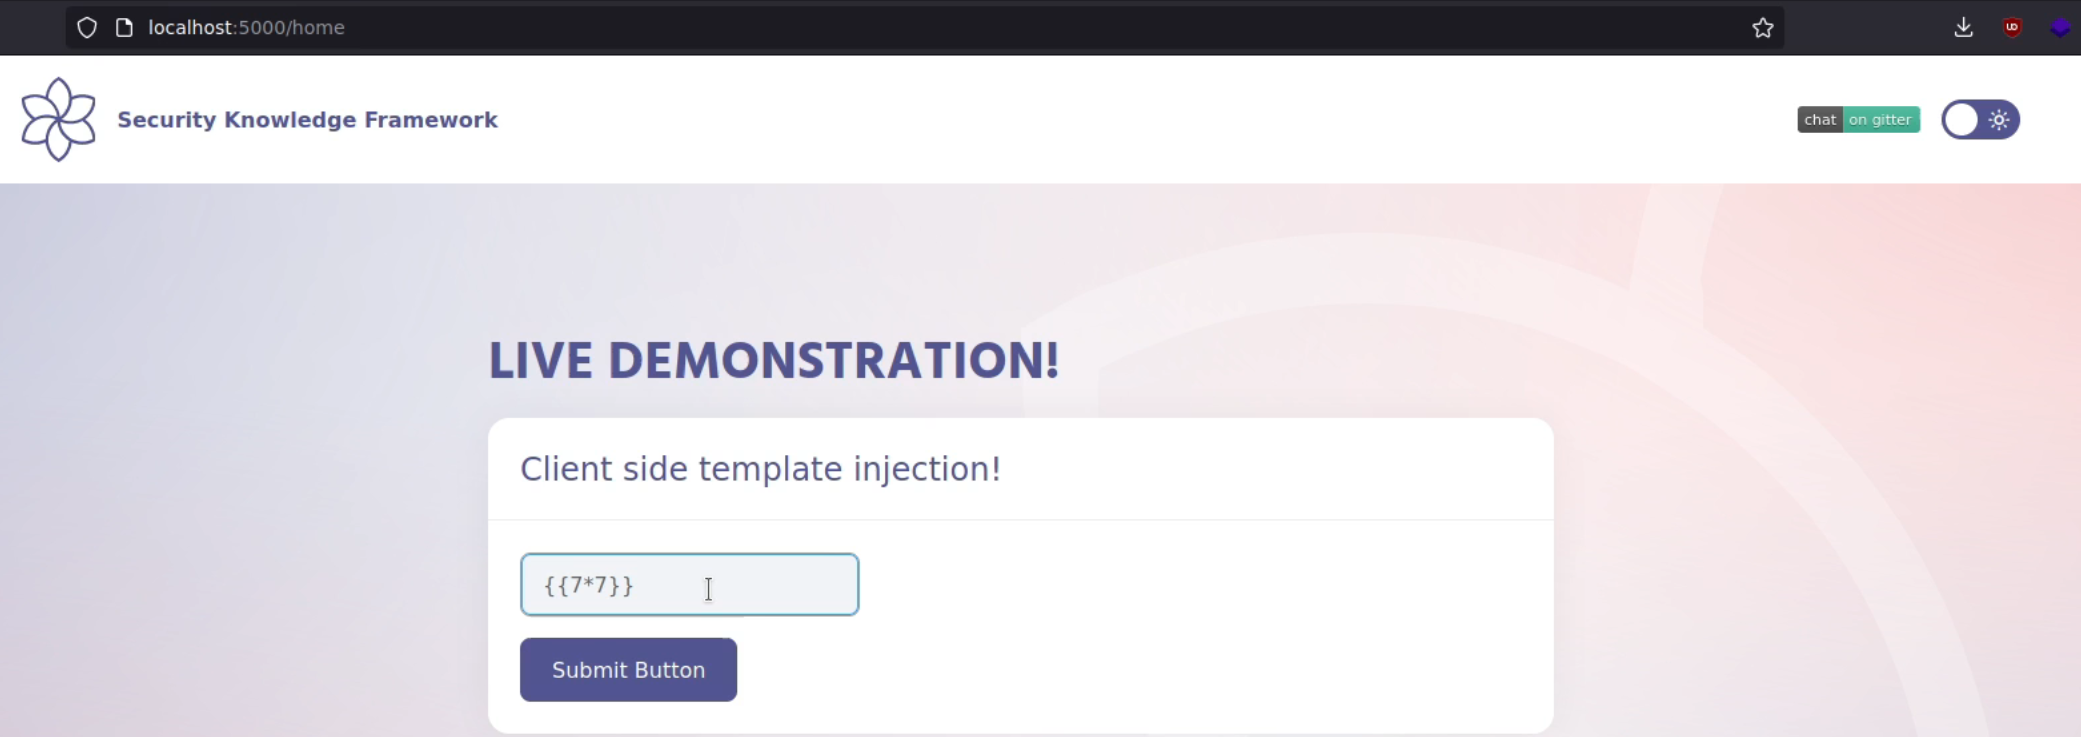 localhost:5000/home
Security Knowledge Framework
chat on gitter
LIVE DEMONSTRATION!
Client side template injection!
{{7*7}}
Submit Button